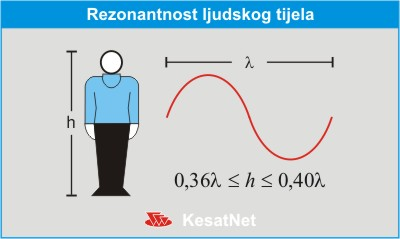 Rezonantnost ljudskog tijela
h
λ
0,36λ ≤ h ≤ 0,40λ
KesatNet